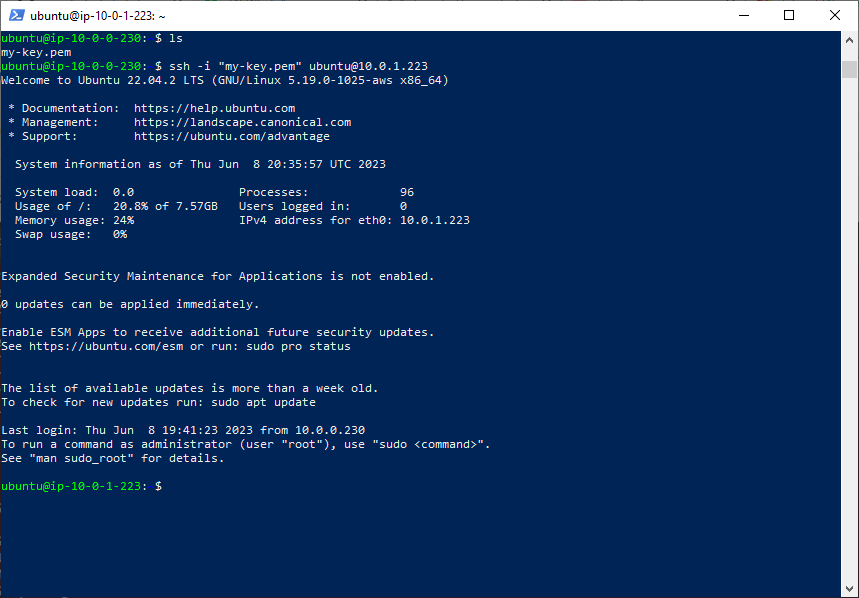 ubuntu@ip-10-0-1-223: ~
ubuntu@ip-10-0-0-230: $ ls
my-key.pem
ubuntu@ip-10-0-0-230: $ ssh -i "my-key.pem" ubuntu@10.0.1.223
Welcome to Ubuntu 22.04.2 LTS (GNU/Linux 5.19.0-1025-aws x86_64)
* Documentation:  https://help.ubuntu.com
* Management:     https://landscape.canonical.com
* Support:        https://ubuntu.com/advantage
System information as of Thu Jun  8 20:35:57 UTC 2023
System load:  0.0               Processes:             96
Usage of /:   20.8% of 7.57GB   Users logged in:       0
Memory usage: 24%               IPv4 address for eth0: 10.0.1.223
Swap usage:   0%
Expanded Security Maintenance for Applications is not enabled.
0 updates can be applied immediately.
Enable ESM Apps to receive additional future security updates.
See https://ubuntu.com/esm or run: sudo pro status
The list of available updates is more than a week old.
To check for new updates run: sudo apt update
Last login: Thu Jun  8 19:41:23 2023 from 10.0.0.230
To run a command as administrator (user "root"), use "sudo <command>".
See "man sudo_root" for details.
ubuntu@ip-10-0-1-223: $